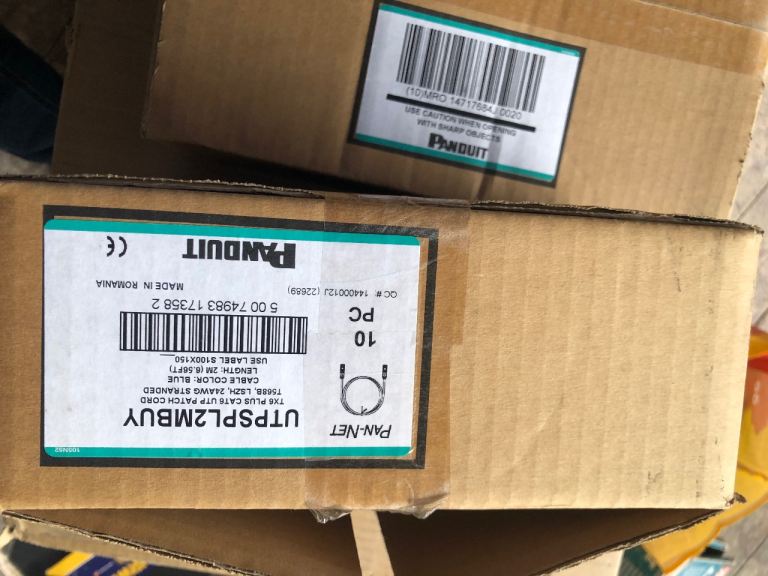 (10)MRO 14717664J 0020
USE CAUTION WHEN OPENING
WITH SHARP OBJECTS
PANDUIT
PAN-NET
UTPSPL2MBUY
TX6 PLUS CAT6 UTP PATCH CORD
T568B, LSZH, 24AWG STRANDED
CABLE COLOR: BLUE
LENGTH: 2M (6.56FT)
USE LABEL S100X150
10
PC
5 00 74983 17358 2
QC#: 14400012J (22689)
MADE IN ROMANIA
PANDUIT
CE